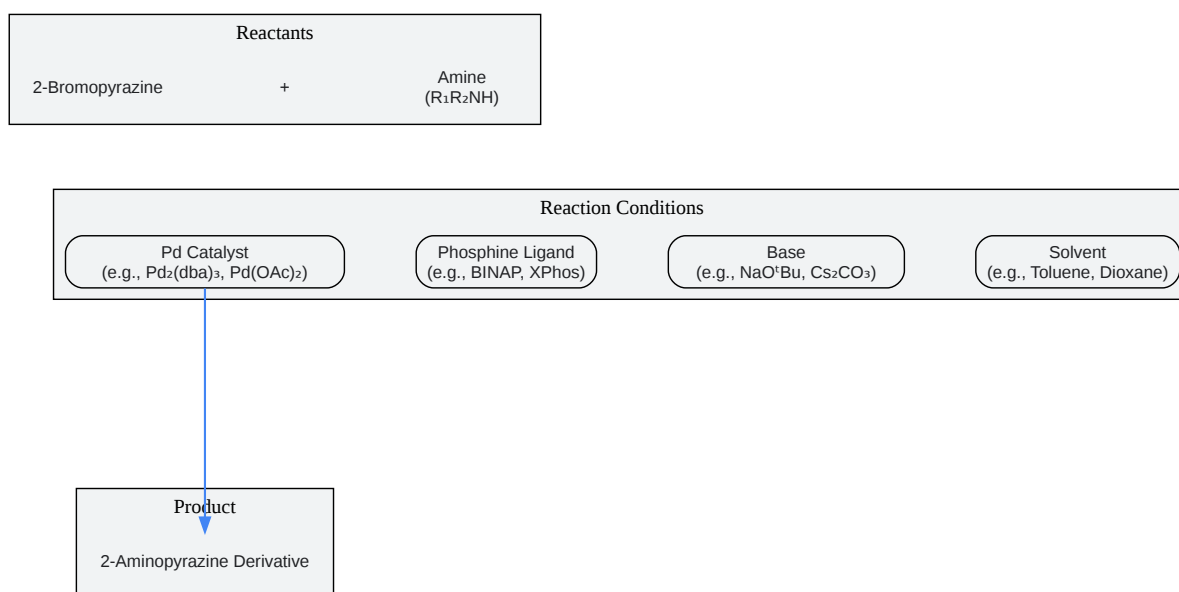 Reactants
2-Bromopyrazine
+
Amine
(R₁R₂NH)
Reaction Conditions
Pd Catalyst
(e.g., Pd₂(dba)₃, Pd(OAc)₂)
Phosphine Ligand
(e.g., BINAP, XPhos)
Base
(e.g., NaOᵗBu, Cs₂CO₃)
Solvent
(e.g., Toluene, Dioxane)
Product
2-Aminopyrazine Derivative